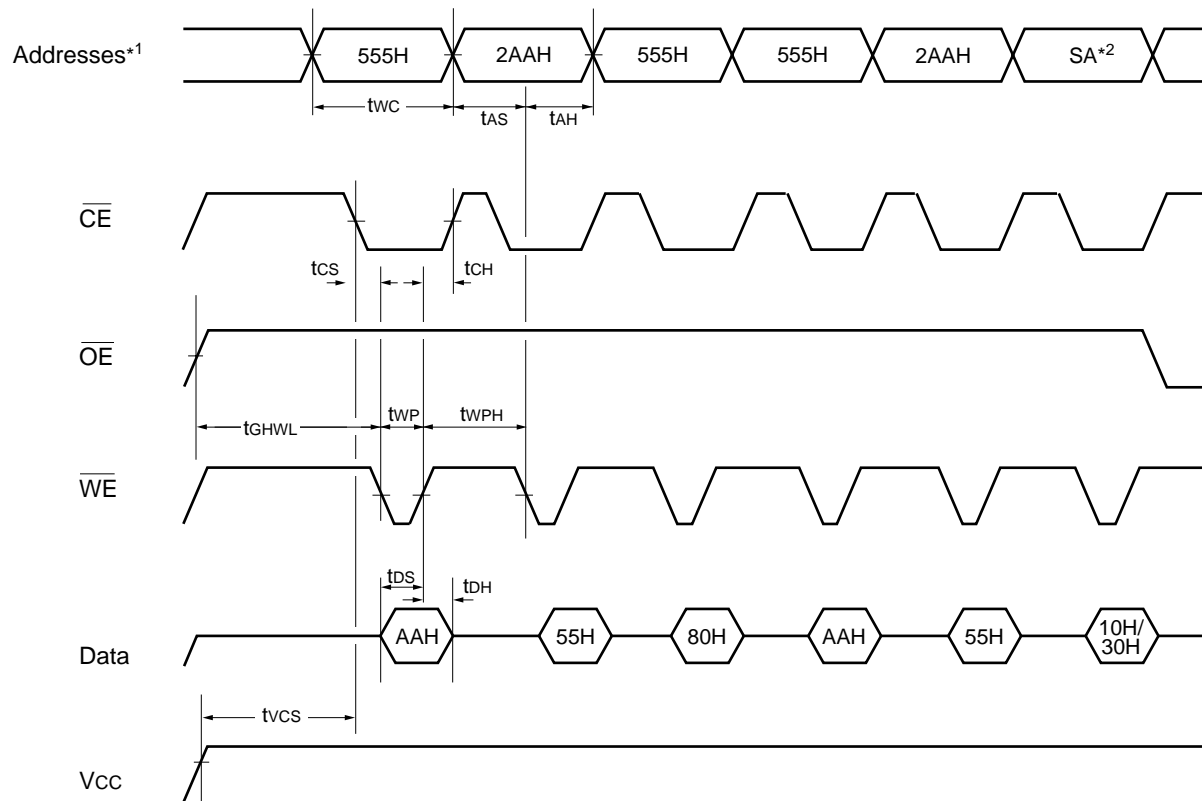 Addresses*1 555H 2AAH 555H 555H 2AAH SA*2
tWC tAS tAH
CE
tCS tCH
OE
tGHWL tWP tWPH
WE
tDS tDH
Data AAH 55H 80H AAH 55H 10H/
30H
tVCS
VCC